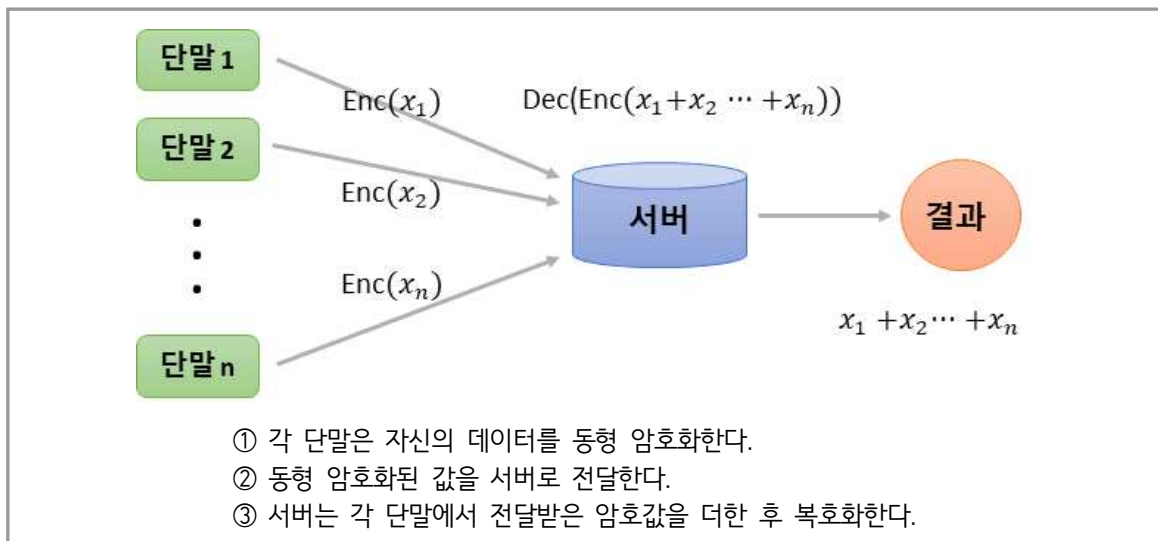 단말 1
Enc(x₁)
Dec(Enc(x₁+x₂ ⋯ +xₙ))
단말 2
Enc(x₂)
서버
결과
Enc(xₙ)
x₁ +x₂⋯ +xₙ
단말 n
① 각 단말은 자신의 데이터를 동형 암호화한다.
② 동형 암호화된 값을 서버로 전달한다.
③ 서버는 각 단말에서 전달받은 암호값을 더한 후 복호화한다.